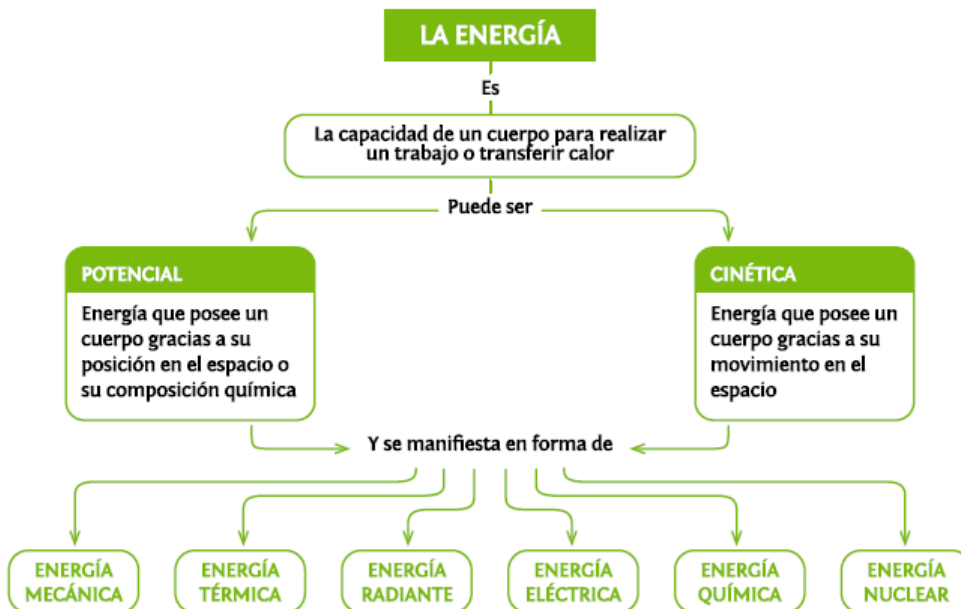 LA ENERGÍA
Es
La capacidad de un cuerpo para realizar
un trabajo o transferir calor
Puede ser
POTENCIAL
Energía que posee un
cuerpo gracias a su
posición en el espacio o
su composición química
CINÉTICA
Energía que posee un
cuerpo gracias a su
movimiento en el
espacio
Y se manifiesta en forma de
ENERGÍA
MECÁNICA
ENERGÍA
TÉRMICA
ENERGÍA
RADIANTE
ENERGÍA
ELÉCTRICA
ENERGÍA
QUÍMICA
ENERGÍA
NUCLEAR